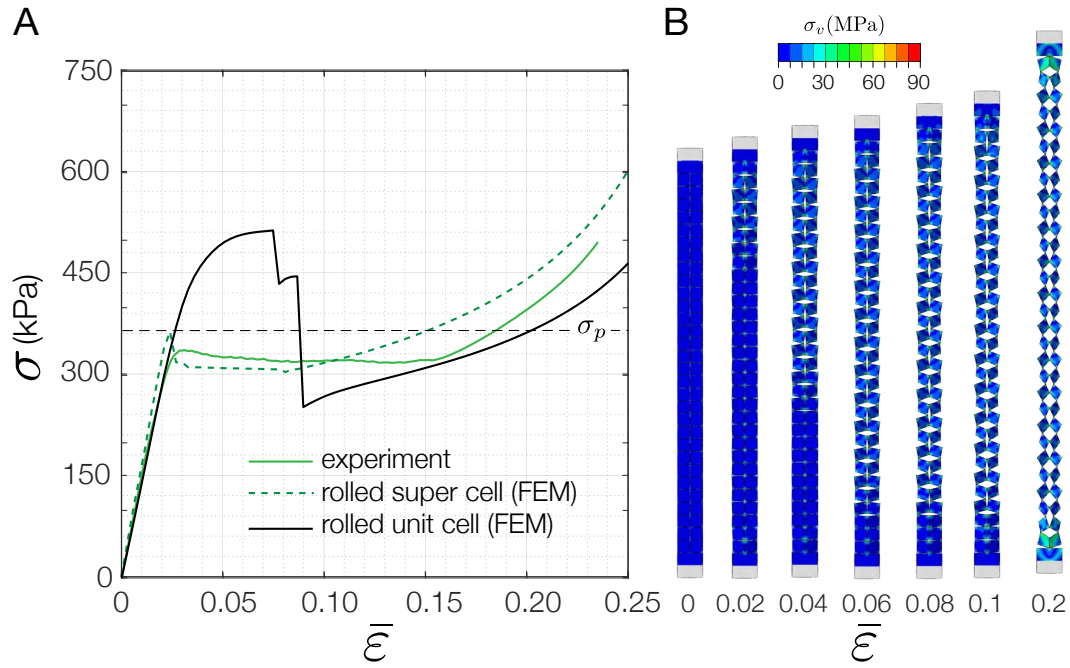 A
750
600
450
300
150
0
σ (kPa)
σₚ
experiment
rolled super cell (FEM)
rolled unit cell (FEM)
0 0.05 0.10 0.15 0.20 0.25
ε̅
B
σᵥ(MPa)
0 30 60 90
0 0.02 0.04 0.06 0.08 0.1 0.2
ε̅